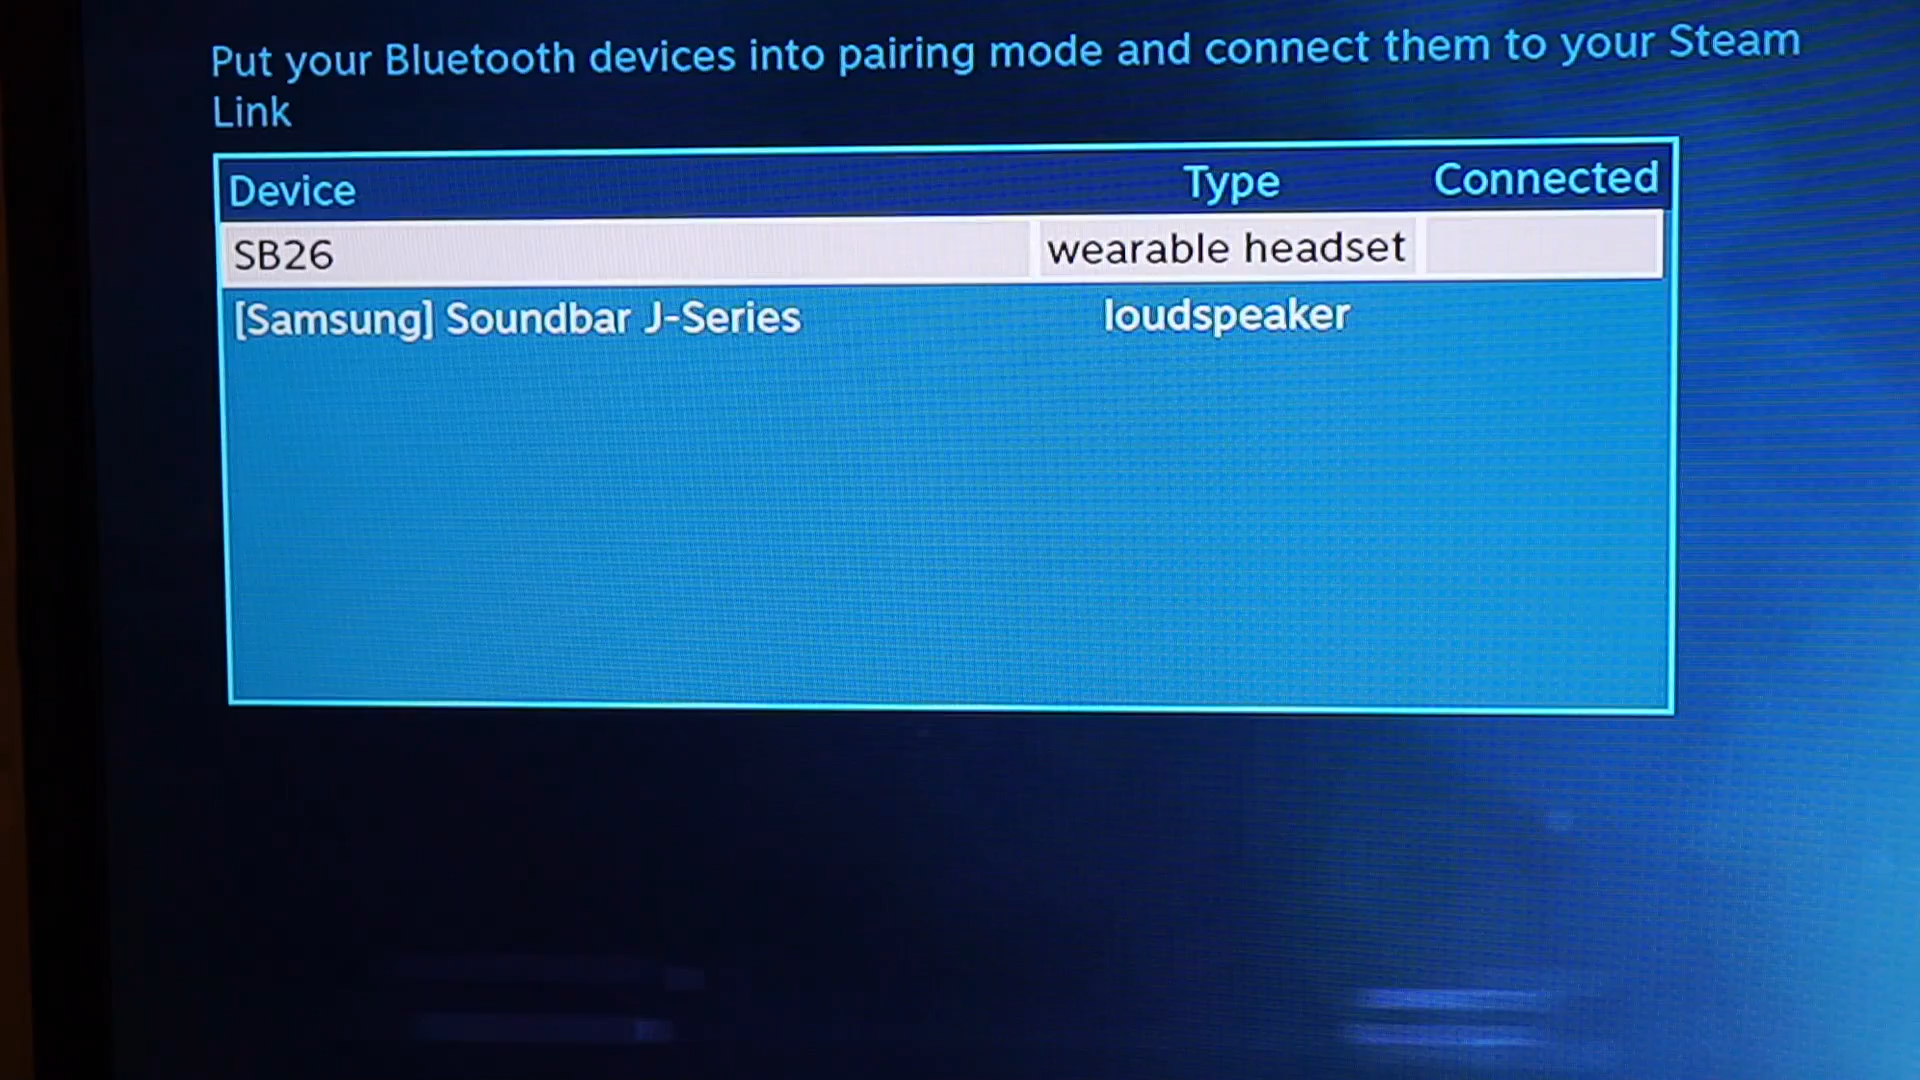 Put your Bluetooth devices into pairing mode and connect them to your Steam
Link
Device Type Connected
SB26 wearable headset
[Samsung] Soundbar J-Series loudspeaker